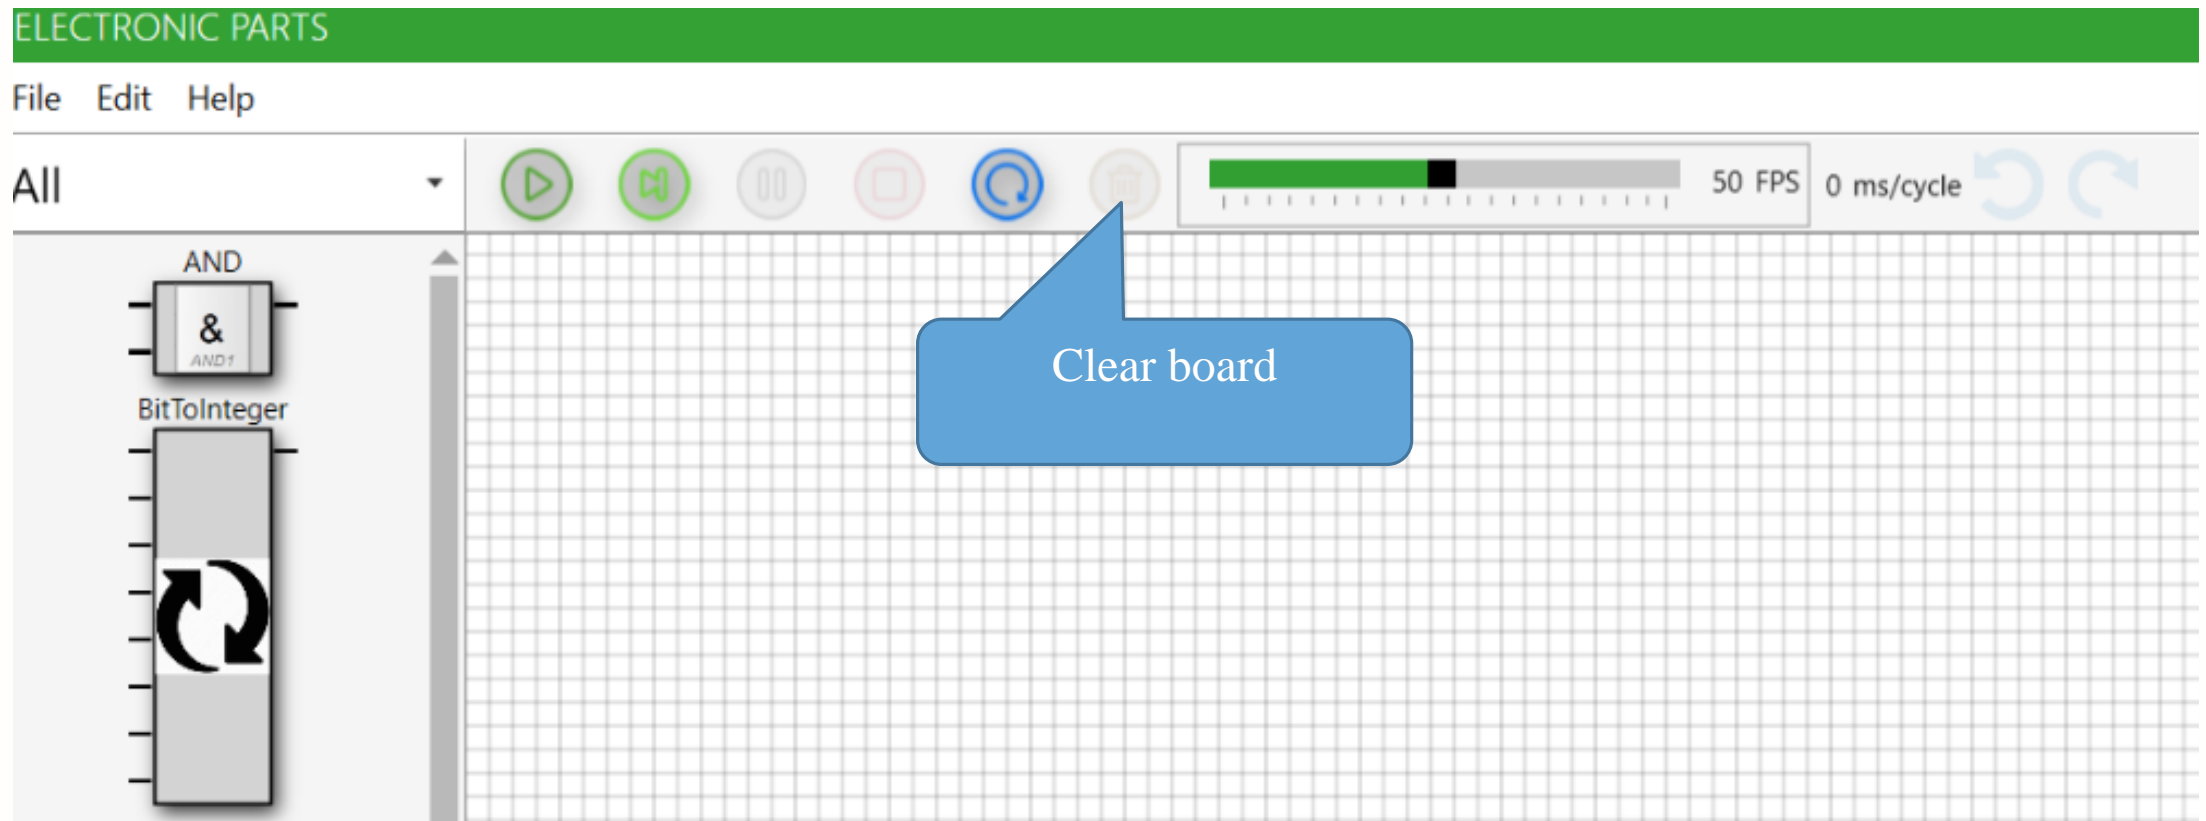 ELECTRONIC PARTS
File Edit Help
All
50 FPS 0 ms/cycle
AND
&
AND1
BitToInteger
Clear board